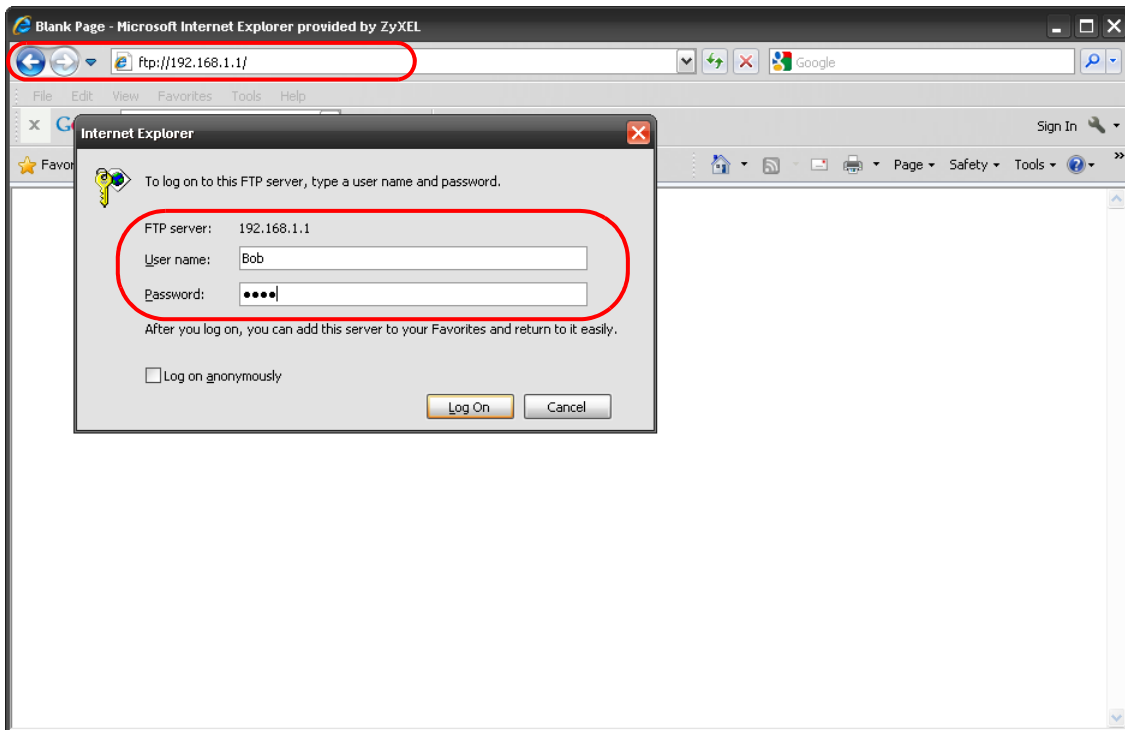 Blank Page - Microsoft Internet Explorer provided by ZyXEL
ftp://192.168.1.1/
Google
File Edit View Favorites Tools Help
x G
Sign In
Favor
Page Safety Tools
Internet Explorer
To log on to this FTP server, type a user name and password.
FTP server: 192.168.1.1
User name: Bob
Password: ••••
After you log on, you can add this server to your Favorites and return to it easily.
Log on anonymously
Log On Cancel